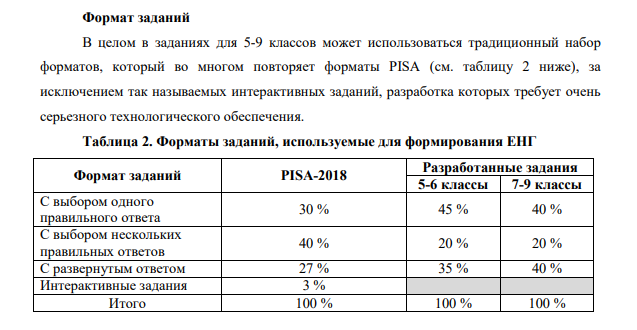 Формат заданий
В целом в заданиях для 5-9 классов может использоваться традиционный набор
форматов, который во многом повторяет форматы PISA (см. таблицу 2 ниже), за
исключением так называемых интерактивных заданий, разработка которых требует очень
серьезного технологического обеспечения.
Таблица 2. Форматы заданий, используемые для формирования ЕНГ
Формат заданий PISA-2018 Разработанные задания
5-6 классы 7-9 классы
С выбором одного
правильного ответа 30 % 45 % 40 %
С выбором нескольких
правильных ответов 40 % 20 % 20 %
С развернутым ответом 27 % 35 % 40 %
Интерактивные задания 3 %
Итого 100 % 100 % 100 %